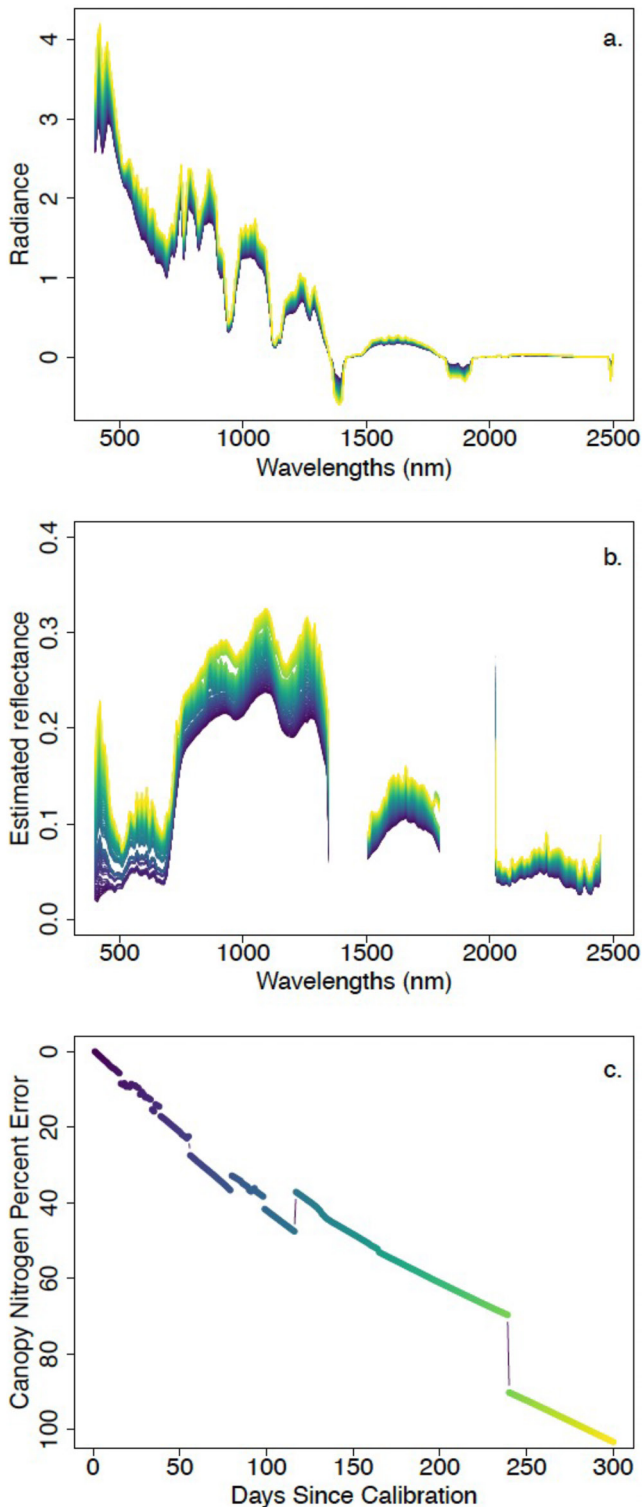 a.
4
3
2
1
0
Radiance
500 1000 1500 2000 2500
Wavelengths (nm)
b.
0.4
0.3
0.2
0.1
0.0
Estimated reflectance
500 1000 1500 2000 2500
Wavelengths (nm)
c.
0
20
40
60
80
100
Canopy Nitrogen Percent Error
0 50 100 150 200 250 300
Days Since Calibration